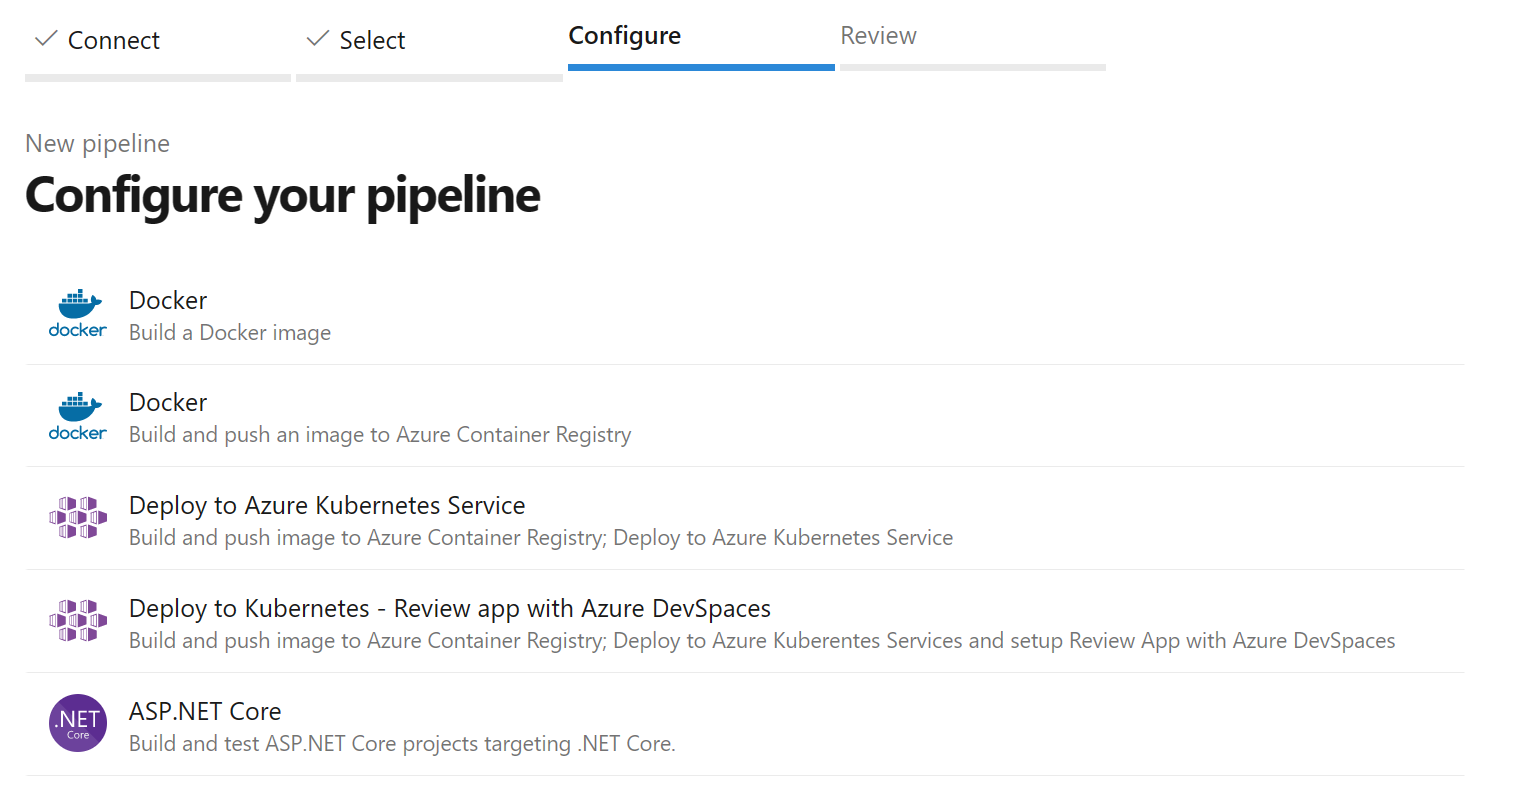 Connect
Select
Configure
Review
New pipeline
Configure your pipeline
docker
Docker
Build a Docker image
docker
Docker
Build and push an image to Azure Container Registry
Deploy to Azure Kubernetes Service
Build and push image to Azure Container Registry; Deploy to Azure Kubernetes Service
Deploy to Kubernetes - Review app with Azure DevSpaces
Build and push image to Azure Container Registry; Deploy to Azure Kuberentes Services and setup Review App with Azure DevSpaces
.NET
Core
ASP.NET Core
Build and test ASP.NET Core projects targeting .NET Core.